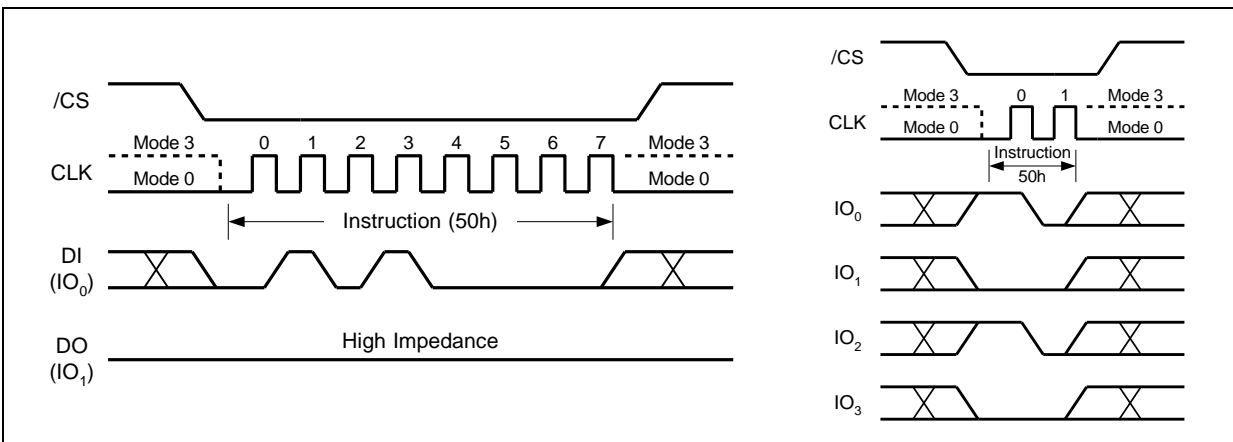 /CS
Mode 3
0 1 2 3 4 5 6 7
Mode 3
CLK
Mode 0
Mode 0
Instruction (50h)
DI
(IO0)
High Impedance
DO
(IO1)
/CS
Mode 3
0 1
Mode 3
CLK
Mode 0
Mode 0
Instruction
50h
IO0
IO1
IO2
IO3